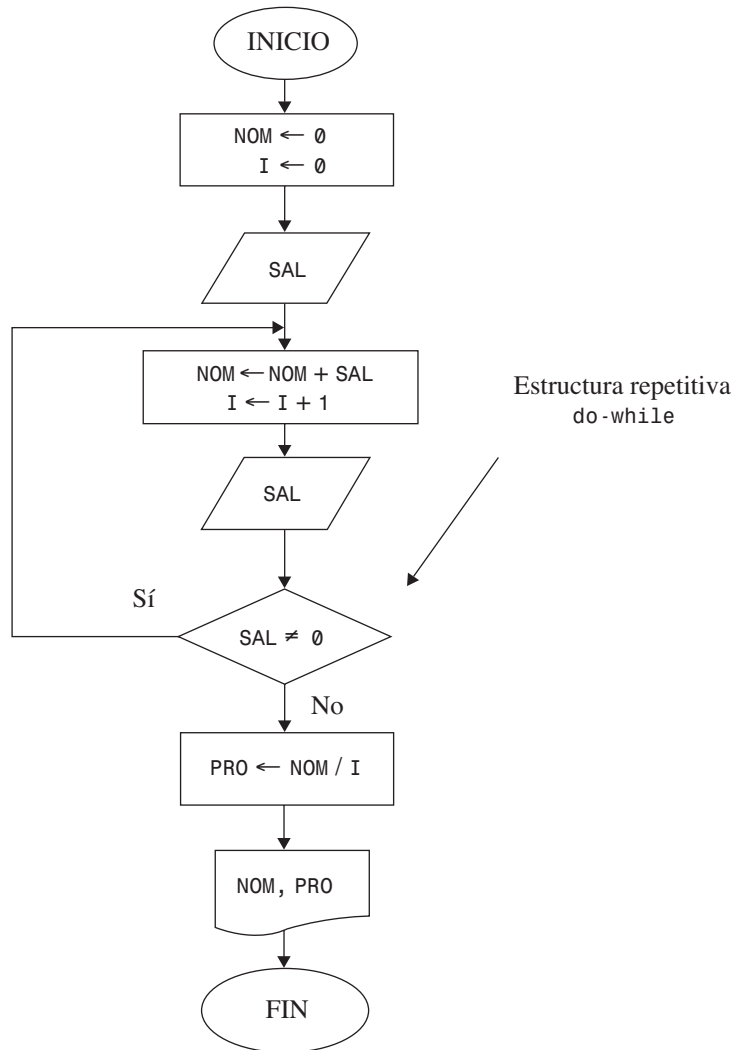 INICIO
NOM ← 0
I ← 0
SAL
NOM ← NOM + SAL
I ← I + 1
Estructura repetitiva
do-while
SAL
Sí
SAL ≠ 0
No
PRO ← NOM / I
NOM, PRO
FIN